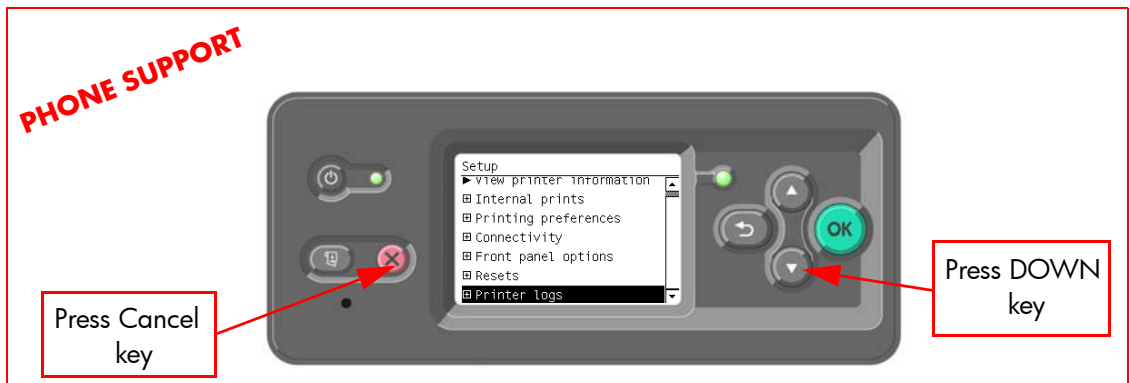 PHONE SUPPORT
Setup
View printer information
Internal prints
Printing preferences
Connectivity
Front panel options
Resets
Printer logs
OK
Press Cancel
key
Press DOWN
key